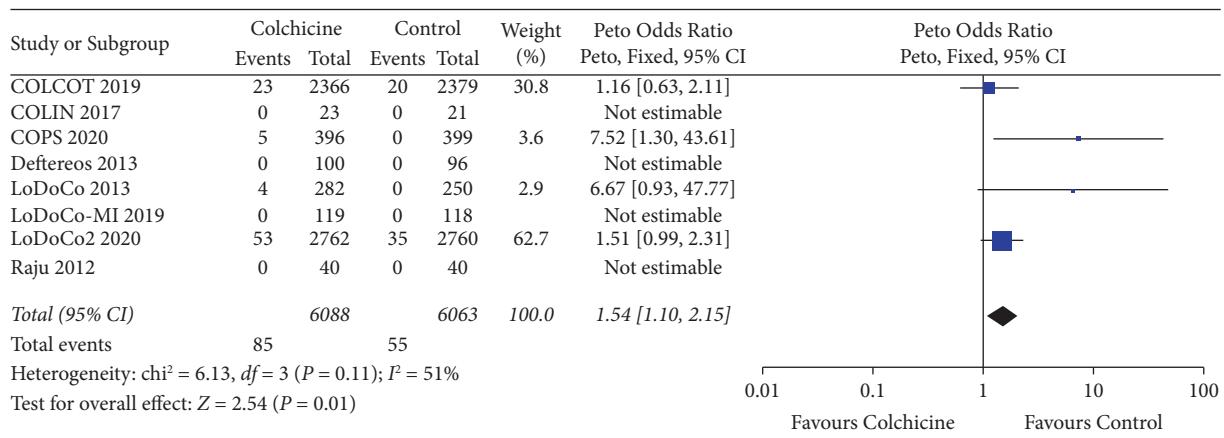 Study or Subgroup Colchicine Control Weight (%) Peto Odds Ratio Peto, Fixed, 95% CI Peto Odds Ratio Peto, Fixed, 95% CI
Events Total Events Total
COLCOT 2019 23 2366 20 2379 30.8 1.16 [0.63, 2.11]
COLIN 2017 0 23 0 21 Not estimable
COPS 2020 5 396 0 399 3.6 7.52 [1.30, 43.61]
Deftereos 2013 0 100 0 96 Not estimable
LoDoCo 2013 4 282 0 250 2.9 6.67 [0.93, 47.77]
LoDoCo-MI 2019 0 119 0 118 Not estimable
LoDoCo2 2020 53 2762 35 2760 62.7 1.51 [0.99, 2.31]
Raju 2012 0 40 0 40 Not estimable
Total (95% CI) 6088 6063 100.0 1.54 [1.10, 2.15]
Total events 85 55
Heterogeneity: chi² = 6.13, df = 3 (P = 0.11); I² = 51%
Test for overall effect: Z = 2.54 (P = 0.01)
0.01 0.1 1 10 100
Favours Colchicine Favours Control